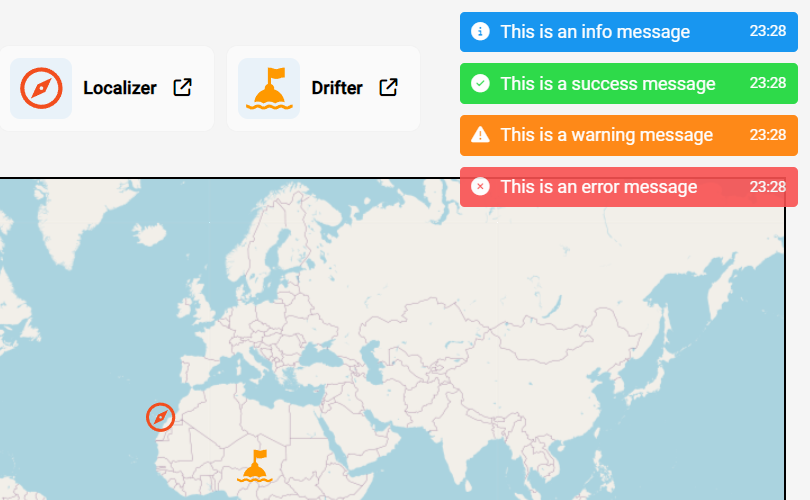 This is an info message 23:28
Localizer
Drifter
This is a success message 23:28
This is a warning message 23:28
This is an error message 23:28